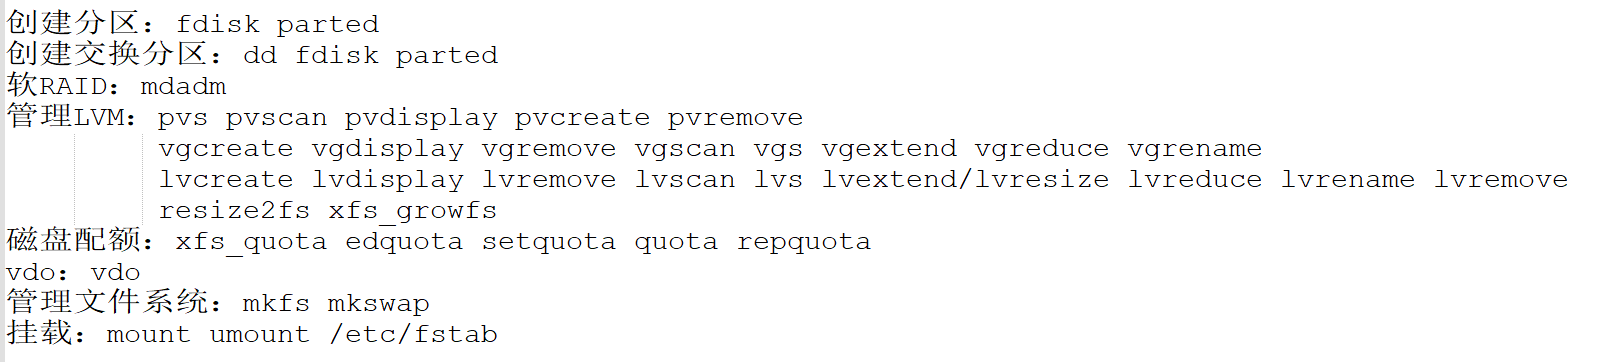 创建分区：fdisk parted
创建交换分区：dd fdisk parted
软RAID：mdadm
管理LVM：pvs pvscan pvdisplay pvcreate pvremove
vgcreate vgdisplay vgremove vgscan vgs vgextend vgreduce vgrename
lvcreate lvdisplay lvremove lvscan lvs lvextend/lvresize lvreduce lvrename lvremove
resize2fs xfs_growfs
磁盘配额：xfs_quota edquota setquota quota repquota
vdo：vdo
管理文件系统：mkfs mkswap
挂载：mount umount /etc/fstab